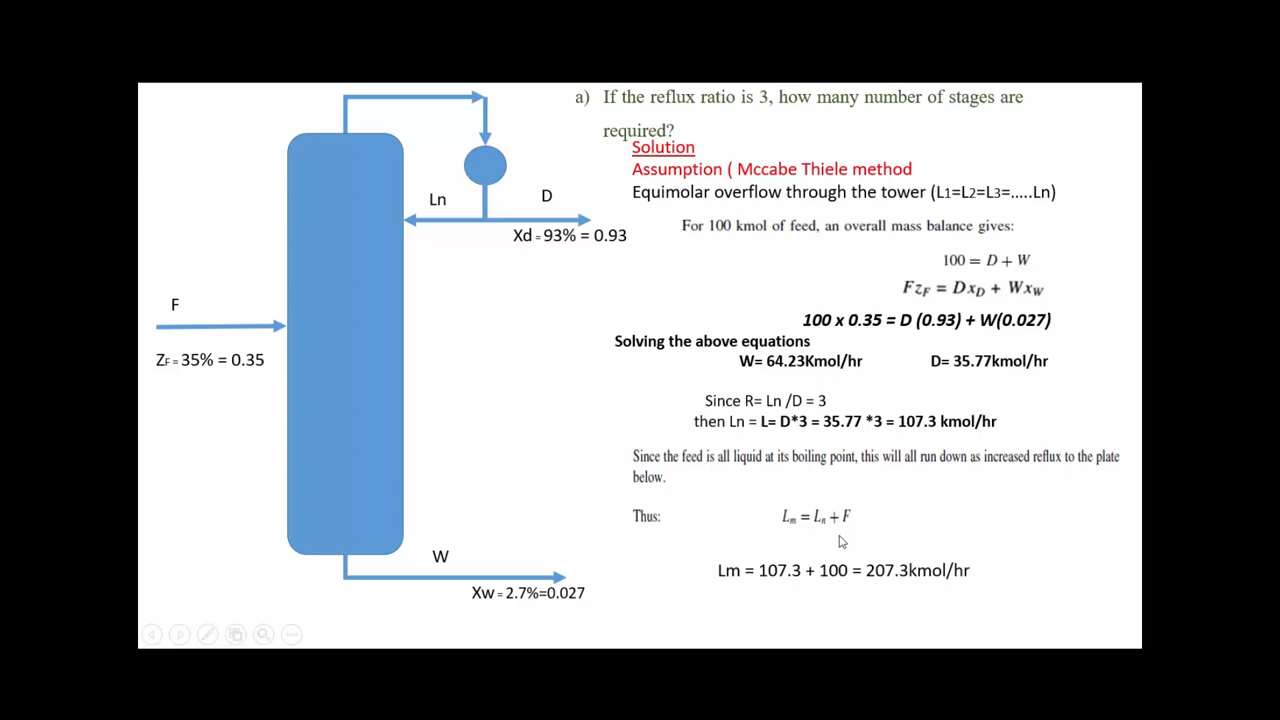 a) If the reflux ratio is 3, how many number of stages are
required?
Solution
Assumption ( Mccabe Thiele method
Equimolar overflow through the tower (L1=L2=L3=.....Ln)
For 100 kmol of feed, an overall mass balance gives:
100 = D + W
FzF = DxD + WxW
100 x 0.35 = D (0.93) + W(0.027)
Solving the above equations
W= 64.23Kmol/hr D= 35.77kmol/hr
Since R= Ln /D = 3
then Ln = L= D*3 = 35.77 *3 = 107.3 kmol/hr
Since the feed is all liquid at its boiling point, this will all run down as increased reflux to the plate
below.
Thus: Lm = Ln + F
Lm = 107.3 + 100 = 207.3kmol/hr
Ln
D
Xd = 93% = 0.93
F
ZF = 35% = 0.35
W
Xw = 2.7%=0.027